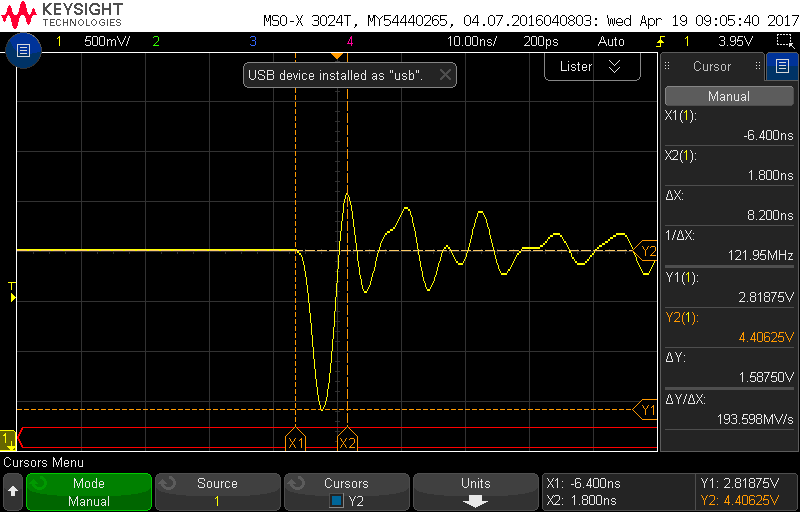 KEYSIGHT
TECHNOLOGIES
MSO-X 3024T, MY54440265, 04.07.2016040803: Wed Apr 19 09:05:40 2017
1 500mV/ 2 3 4 10.00ns/ 200ps Auto 1 3.95V
USB device installed as "usb".
Lister
Cursor
Manual
X1(1):
-6.400ns
X2(1):
1.800ns
ΔX:
8.200ns
1/ΔX:
121.95MHz
Y1(1):
2.81875V
Y2(1):
4.40625V
ΔY:
1.58750V
ΔY/ΔX:
193.598MV/s
Y2
T
Y1
1
X1 X2
Cursors Menu
Mode
Manual
Source
1
Cursors
Y2
Units
X1: -6.400ns
X2: 1.800ns
Y1: 2.81875V
Y2: 4.40625V